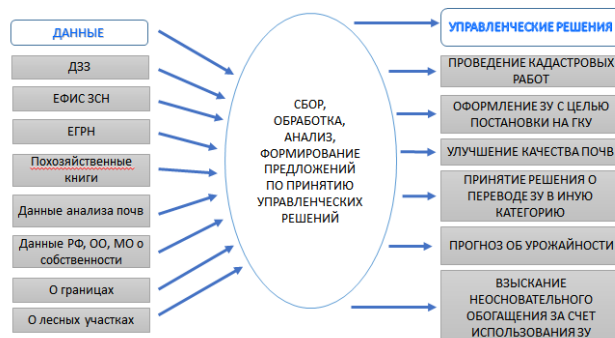 ДАННЫЕ
ДЗЗ
ЕФИС ЗСН
ЕГРН
Похозяйственные
книги
Данные анализа почв
Данные РФ, ОО, МО о
собственности
О границах
О лесных участках
СБОР,
ОБРАБОТКА,
АНАЛИЗ,
ФОРМИРОВАНИЕ
ПРЕДЛОЖЕНИЙ
ПО ПРИНЯТИЮ
УПРАВЛЕНЧЕСКИХ
РЕШЕНИЙ
УПРАВЛЕНЧЕСКИЕ РЕШЕНИЯ
ПРОВЕДЕНИЕ КАДАСТРОВЫХ
РАБОТ
ОФОРМЛЕНИЕ ЗУ С ЦЕЛЬЮ
ПОСТАНОВКИ НА ГКУ
УЛУЧШЕНИЕ КАЧЕСТВА ПОЧВ
ПРИНЯТИЕ РЕШЕНИЯ О
ПЕРЕВОДЕ ЗУ В ИНУЮ
КАТЕГОРИЮ
ПРОГНОЗ ОБ УРОЖАЙНОСТИ
ВЗЫСКАНИЕ
НЕОСНОВАТЕЛЬНОГО
ОБОГАЩЕНИЯ ЗА СЧЕТ
ИСПОЛЬЗОВАНИЯ ЗУ